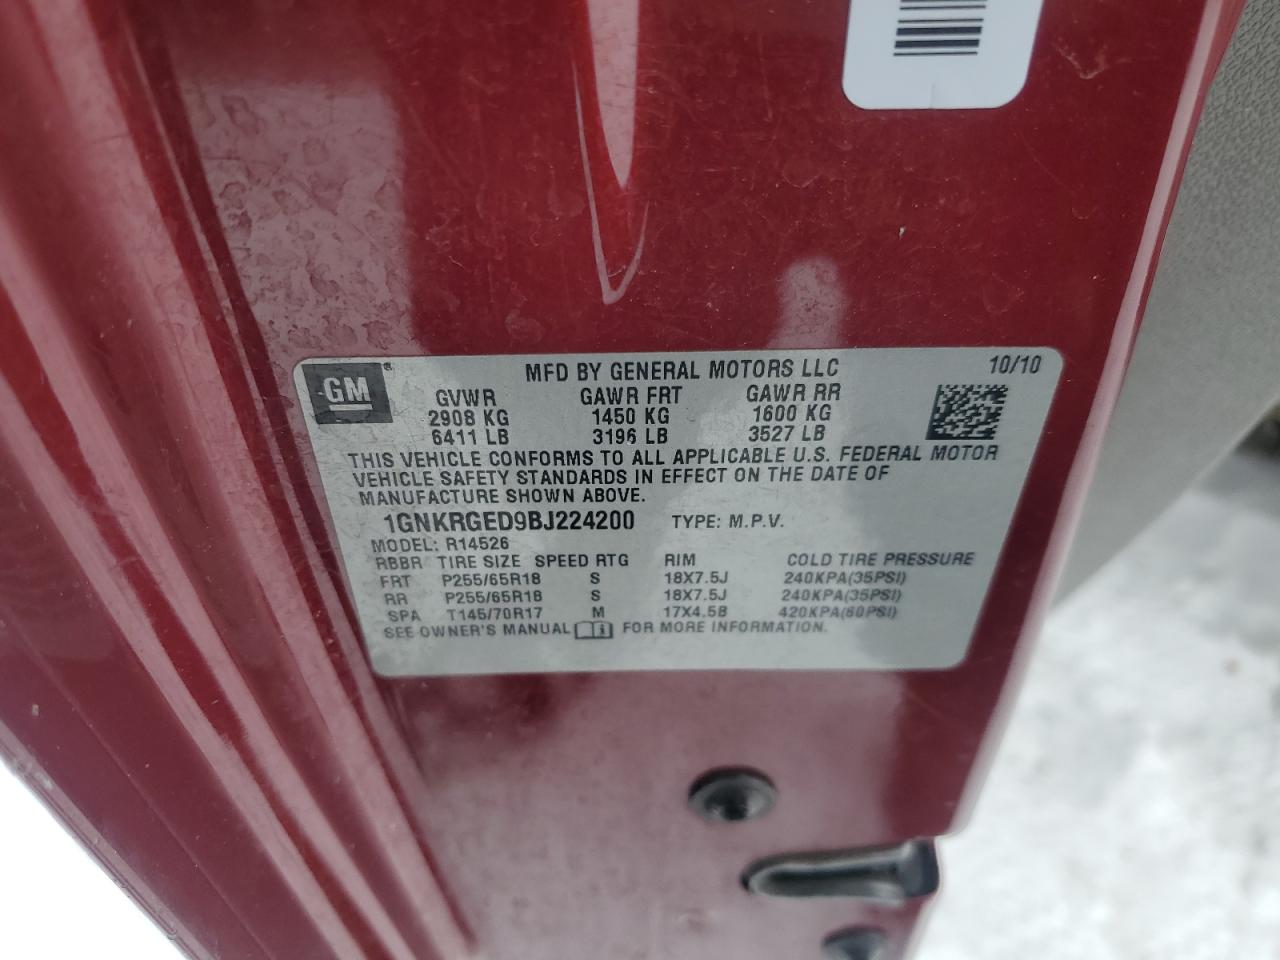 GM® MFD BY GENERAL MOTORS LLC 10/10
GVWR GAWR FRT GAWR RR
2908 KG 1450 KG 1600 KG
6411 LB 3196 LB 3527 LB
THIS VEHICLE CONFORMS TO ALL APPLICABLE U.S. FEDERAL MOTOR
VEHICLE SAFETY STANDARDS IN EFFECT ON THE DATE OF
MANUFACTURE SHOWN ABOVE.
1GNKRGED9BJ224200 TYPE: M.P.V.
MODEL: R14526
RBBR TIRE SIZE SPEED RTG RIM COLD TIRE PRESSURE
FRT P255/65R18 S 18X7.5J 240KPA(35PSI)
RR P255/65R18 S 18X7.5J 240KPA(35PSI)
SPA T145/70R17 M 17X4.5B 420KPA(60PSI)
SEE OWNER'S MANUAL FOR MORE INFORMATION.